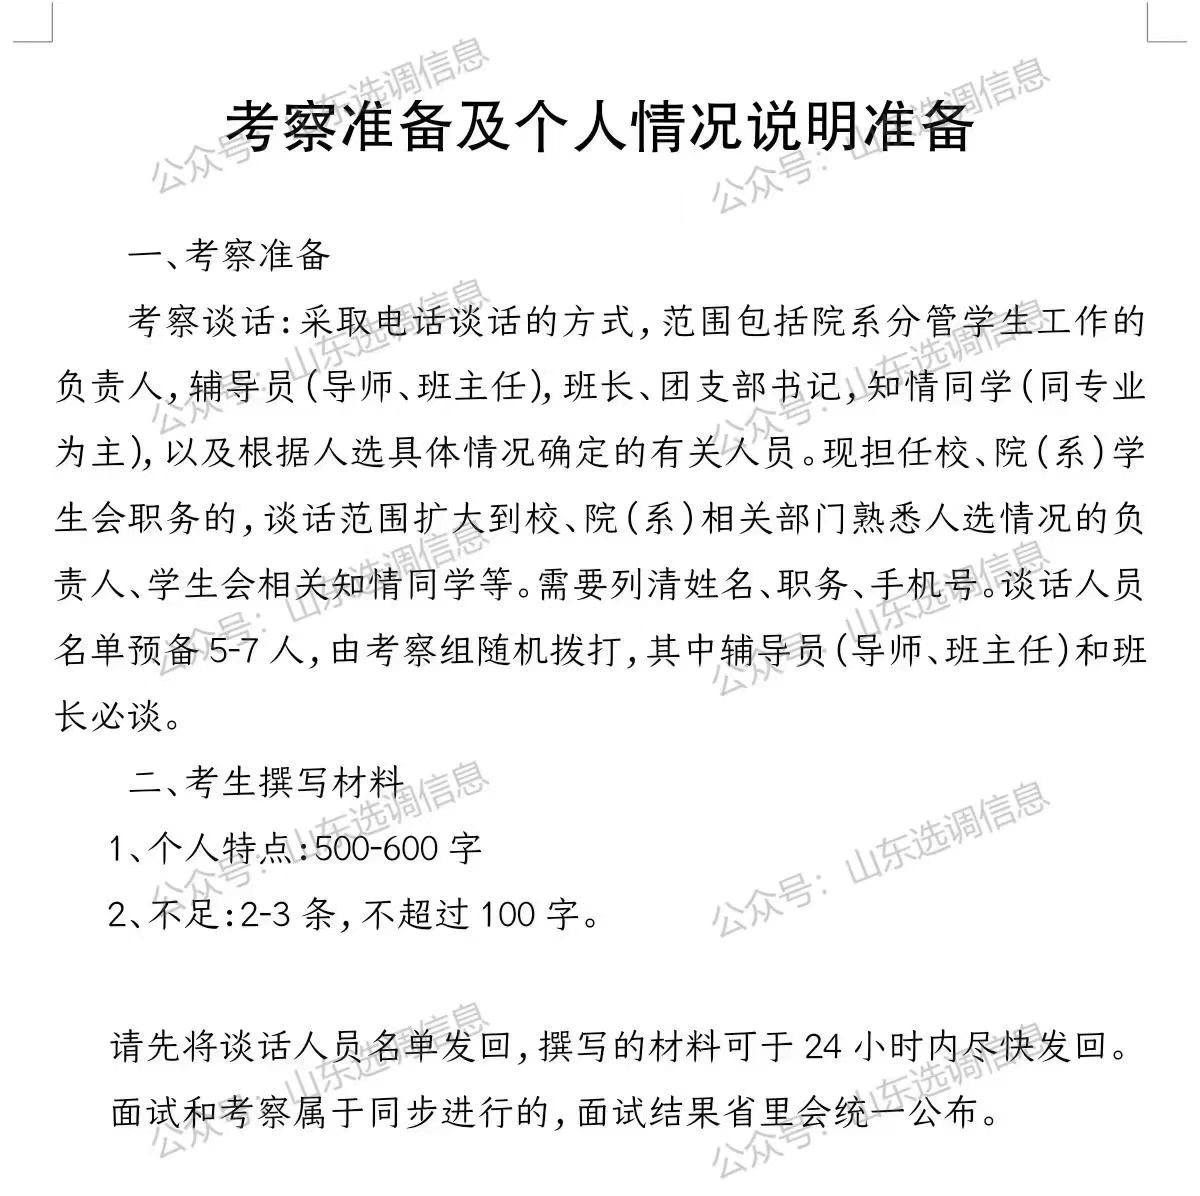 考察准备及个人情况说明准备
一、考察准备
考察谈话:采取电话谈话的方式,范围包括院系分管学生工作的
负责人,辅导员(导师、班主任),班长、团支部书记,知情同学(同专业
为主),以及根据人选具体情况确定的有关人员。现担任校、院(系)学
生会职务的,谈话范围扩大到校、院(系)相关部门熟悉人选情况的负
责人、学生会相关知情同学等。需要列清姓名、职务、手机号。谈话人员
名单预备5-7人,由考察组随机拨打,其中辅导员(导师、班主任)和班
长必谈。
二、考生撰写材料
1、个人特点:500-600字
2、不足:2-3条,不超过100字。
请先将谈话人员名单发回,撰写的材料可于24小时内尽快发回。
面试和考察属于同步进行的,面试结果省里会统一公布。
公众号:山东选调信息
公众号:山东选调信息
公众号:山东选调信息
公众号:山东选调信息
公众号:山东选调信息
公众号:山东选调信息
公众号:山东选调信息
公众号:山东选调信息
公众号:山东选调信息
公众号:山东选调信息